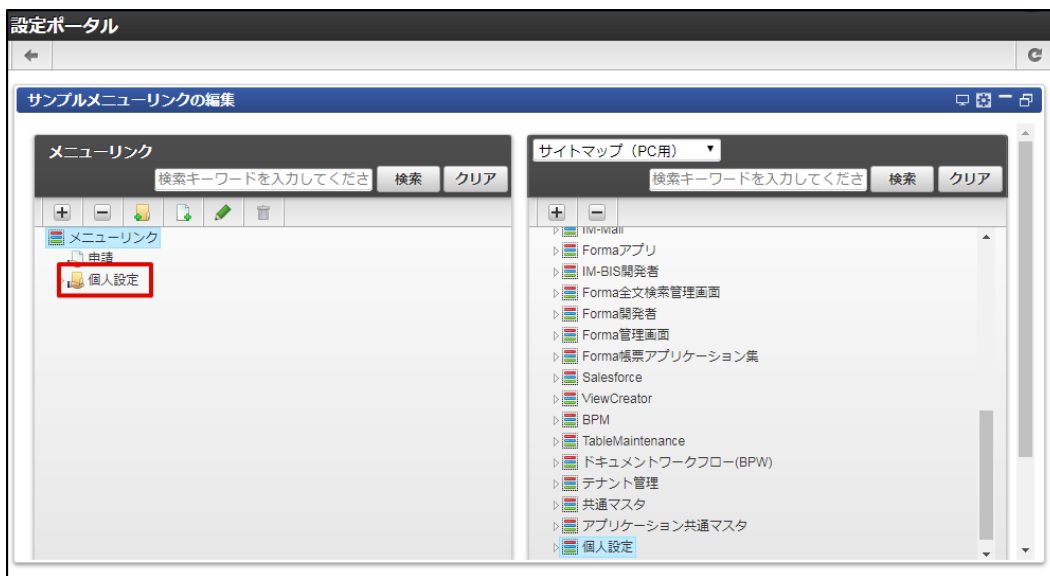 設定ポータル
サンプルメニューリンクの編集
メニューリンク
検索キーワードを入力してくださ 検索 クリア
メニューリンク
申請
個人設定
サイトマップ（PC用）
検索キーワードを入力してくださ 検索 クリア
IM-Mail
Formaアプリ
IM-BIS開発者
Forma全文検索管理画面
Forma開発者
Forma管理画面
Forma帳票アプリケーション集
Salesforce
ViewCreator
BPM
TableMaintenance
ドキュメントワークフロー(BPW)
テナント管理
共通マスタ
アプリケーション共通マスタ
個人設定